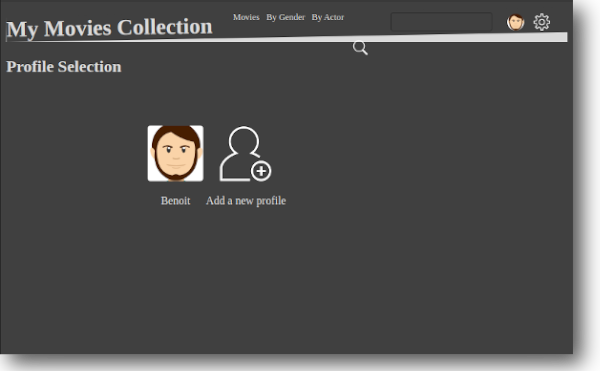 My Movies Collection
Movies By Gender By Actor
Profile Selection
Benoit
Add a new profile